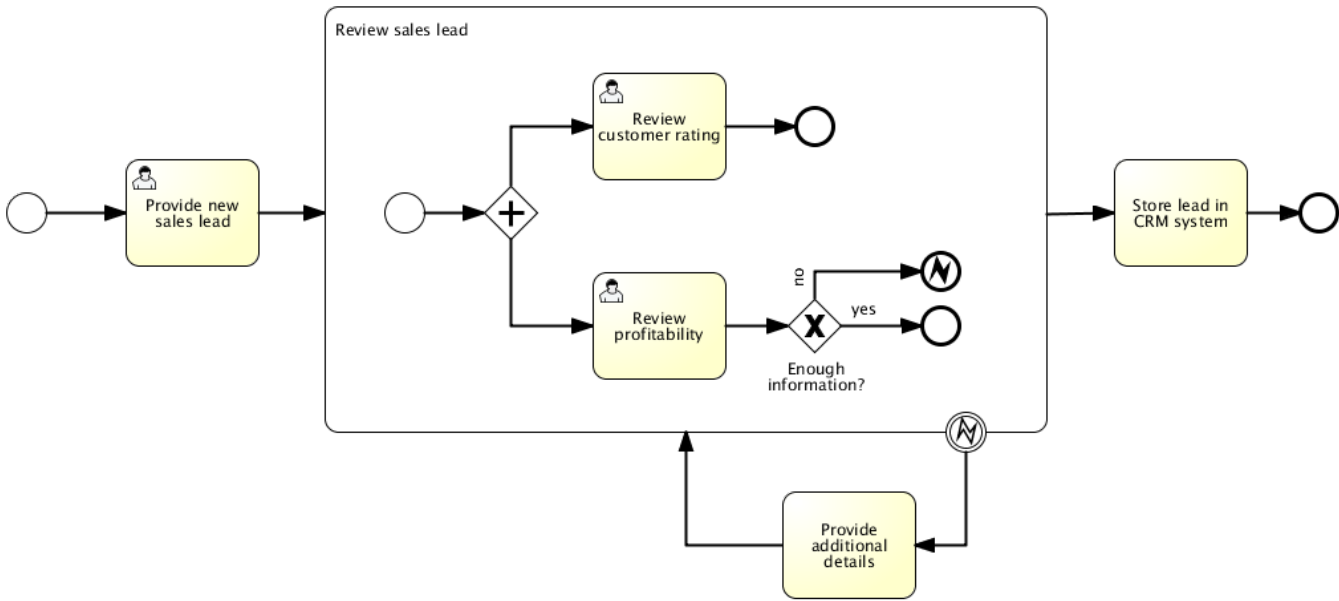 Review sales lead
Review
customer rating
Provide new
sales lead
Store lead in
CRM system
no
yes
Review
profitability
Enough
information?
Provide
additional
details